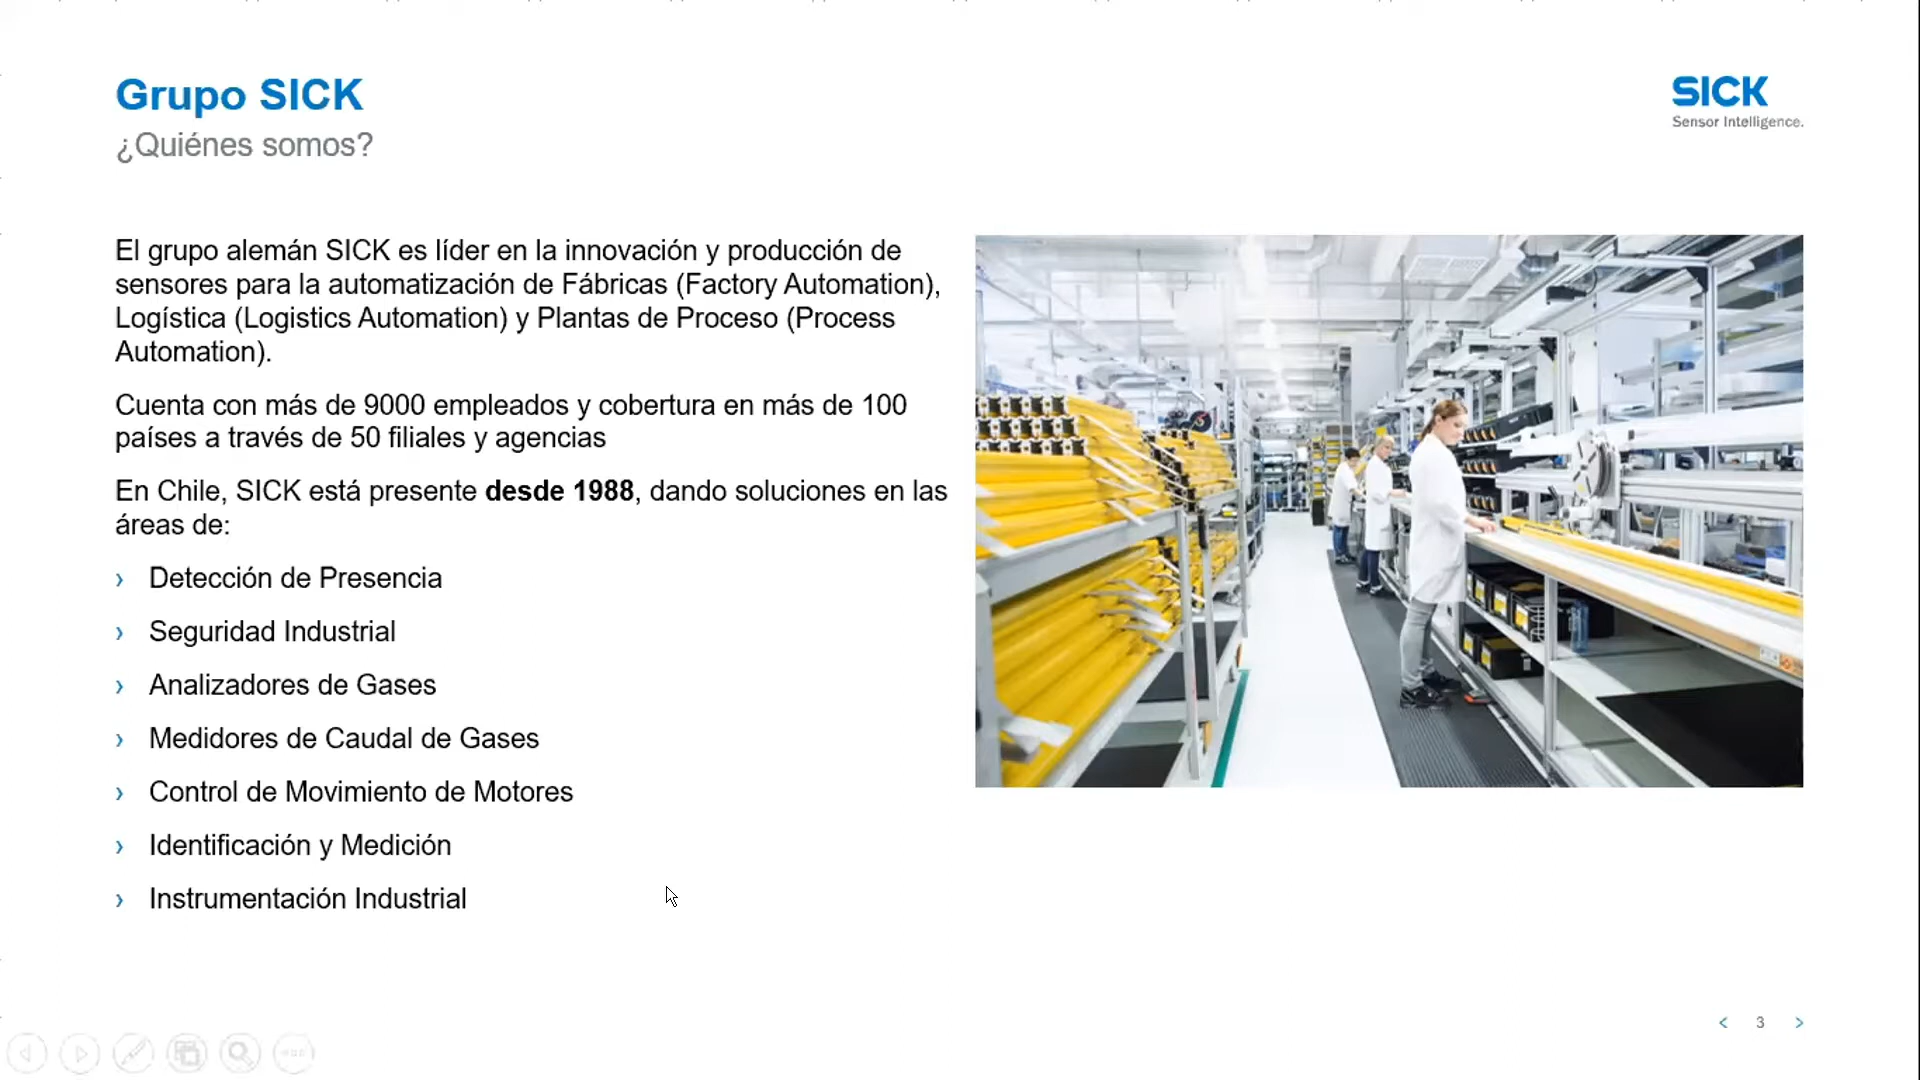 Grupo SICK
¿Quiénes somos?
SICK
Sensor Intelligence.
El grupo alemán SICK es líder en la innovación y producción de
sensores para la automatización de Fábricas (Factory Automation),
Logística (Logistics Automation) y Plantas de Proceso (Process
Automation).
Cuenta con más de 9000 empleados y cobertura en más de 100
países a través de 50 filiales y agencias
En Chile, SICK está presente desde 1988, dando soluciones en las
áreas de:
› Detección de Presencia
› Seguridad Industrial
› Analizadores de Gases
› Medidores de Caudal de Gases
› Control de Movimiento de Motores
› Identificación y Medición
› Instrumentación Industrial
< 3 >